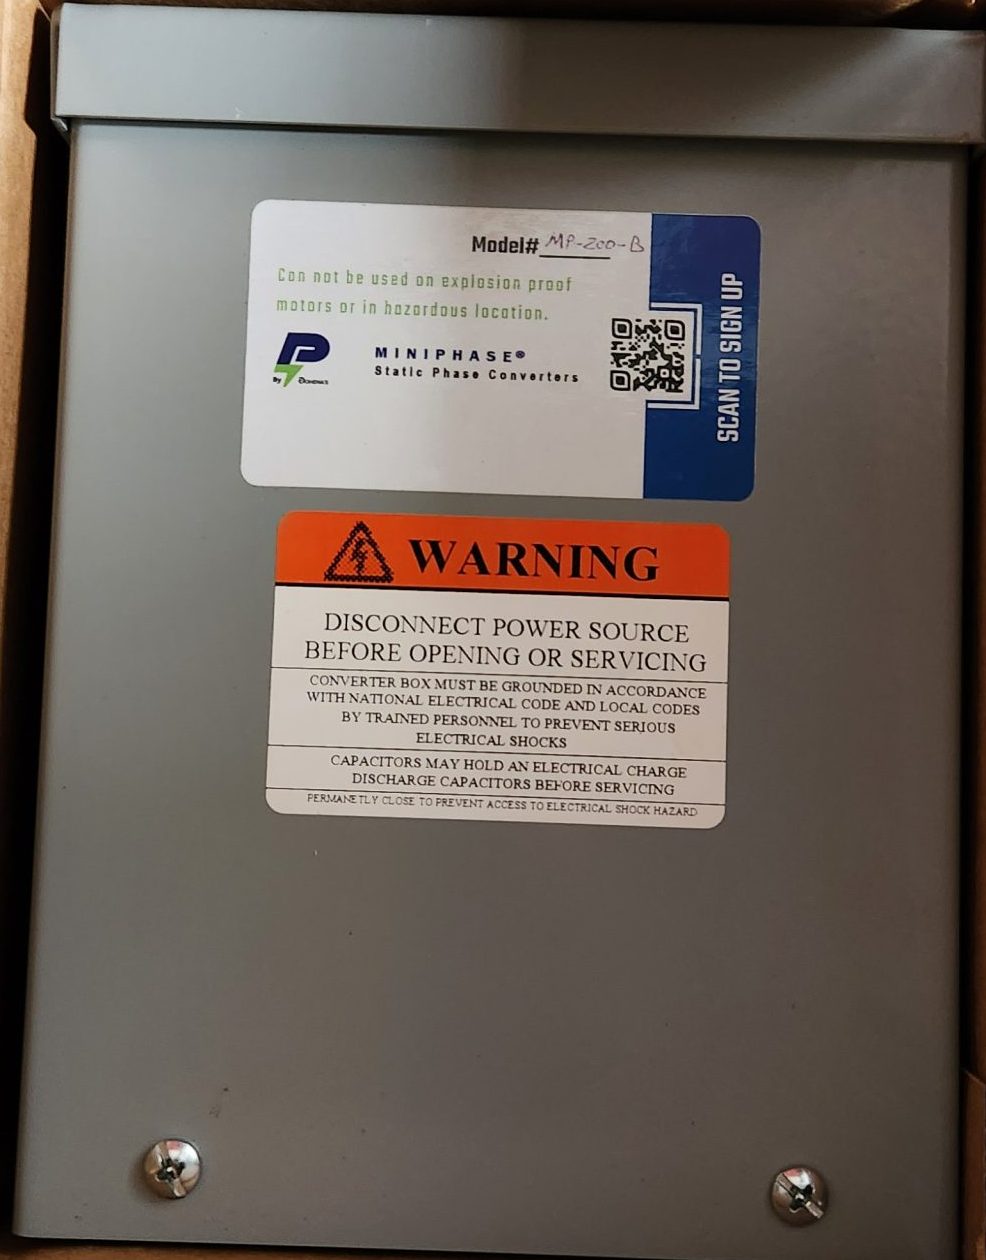 Model# MP-200-B
Can not be used on explosion proof
motors or in hazardous location.
By
MINIPHASE®
Static Phase Converters
SCAN TO SIGN UP
WARNING
DISCONNECT POWER SOURCE
BEFORE OPENING OR SERVICING
CONVERTER BOX MUST BE GROUNDED IN ACCORDANCE
WITH NATIONAL ELECTRICAL CODE AND LOCAL CODES
BY TRAINED PERSONNEL TO PREVENT SERIOUS
ELECTRICAL SHOCKS
CAPACITORS MAY HOLD AN ELECTRICAL CHARGE
DISCHARGE CAPACITORS BEFORE SERVICING
PERMANETLY CLOSE TO PREVENT ACCESS TO ELECTRICAL SHOCK HAZARD